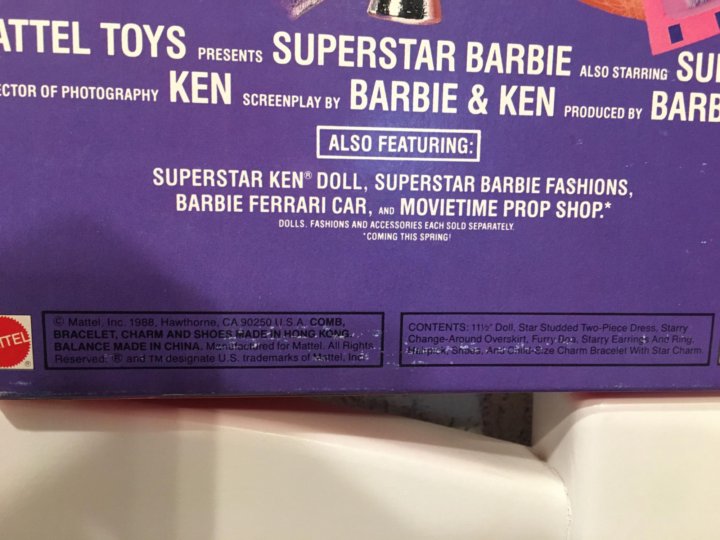 ATTEL TOYS PRESENTS SUPERSTAR BARBIE ALSO STARRING SU
ECTOR OF PHOTOGRAPHY KEN SCREENPLAY BY BARBIE & KEN PRODUCED BY BARB
ALSO FEATURING:
SUPERSTAR KEN® DOLL, SUPERSTAR BARBIE FASHIONS,
BARBIE FERRARI CAR, AND MOVIETIME PROP SHOP.*
DOLLS, FASHIONS AND ACCESSORIES EACH SOLD SEPARATELY.
*COMING THIS SPRING!
TTEL
®
© Mattel, Inc. 1988, Hawthorne, CA 90250 U.S.A. COMB,
BRACELET, CHARM AND SHOES MADE IN HONG KONG.
BALANCE MADE IN CHINA. Manufactured for Mattel. All Rights
Reserved. ® and TM designate U.S. trademarks of Mattel, Inc.
CONTENTS: 11½" Doll, Star Studded Two-Piece Dress, Starry
Change-Around Overskirt, Furry Boa, Starry Earrings And Ring,
Hairpick, Shoes, And Child-Size Charm Bracelet With Star Charm.